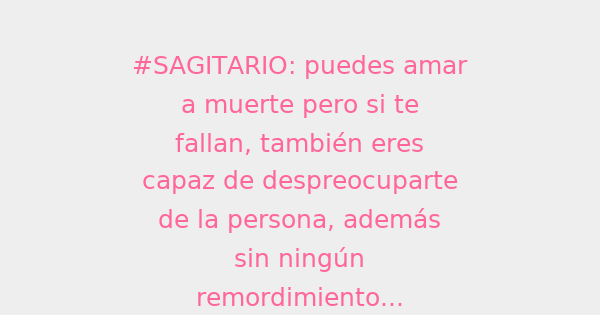 #SAGITARIO: puedes amar
a muerte pero si te
fallan, también eres
capaz de despreocuparte
de la persona, además
sin ningún
remordimiento...